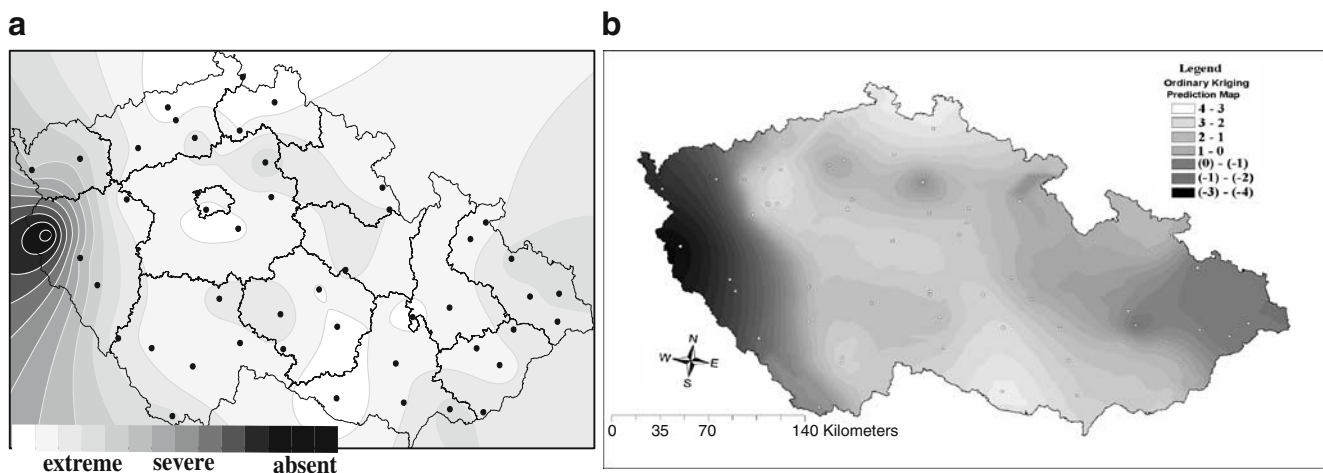 a
b
extreme severe absent
Legend
Ordinary Kriging
Prediction Map
4 - 3
3 - 2
2 - 1
1 - 0
(0) - (-1)
(-1) - (-2)
(-3) - (-4)
N
W E
S
0 35 70 140 Kilometers